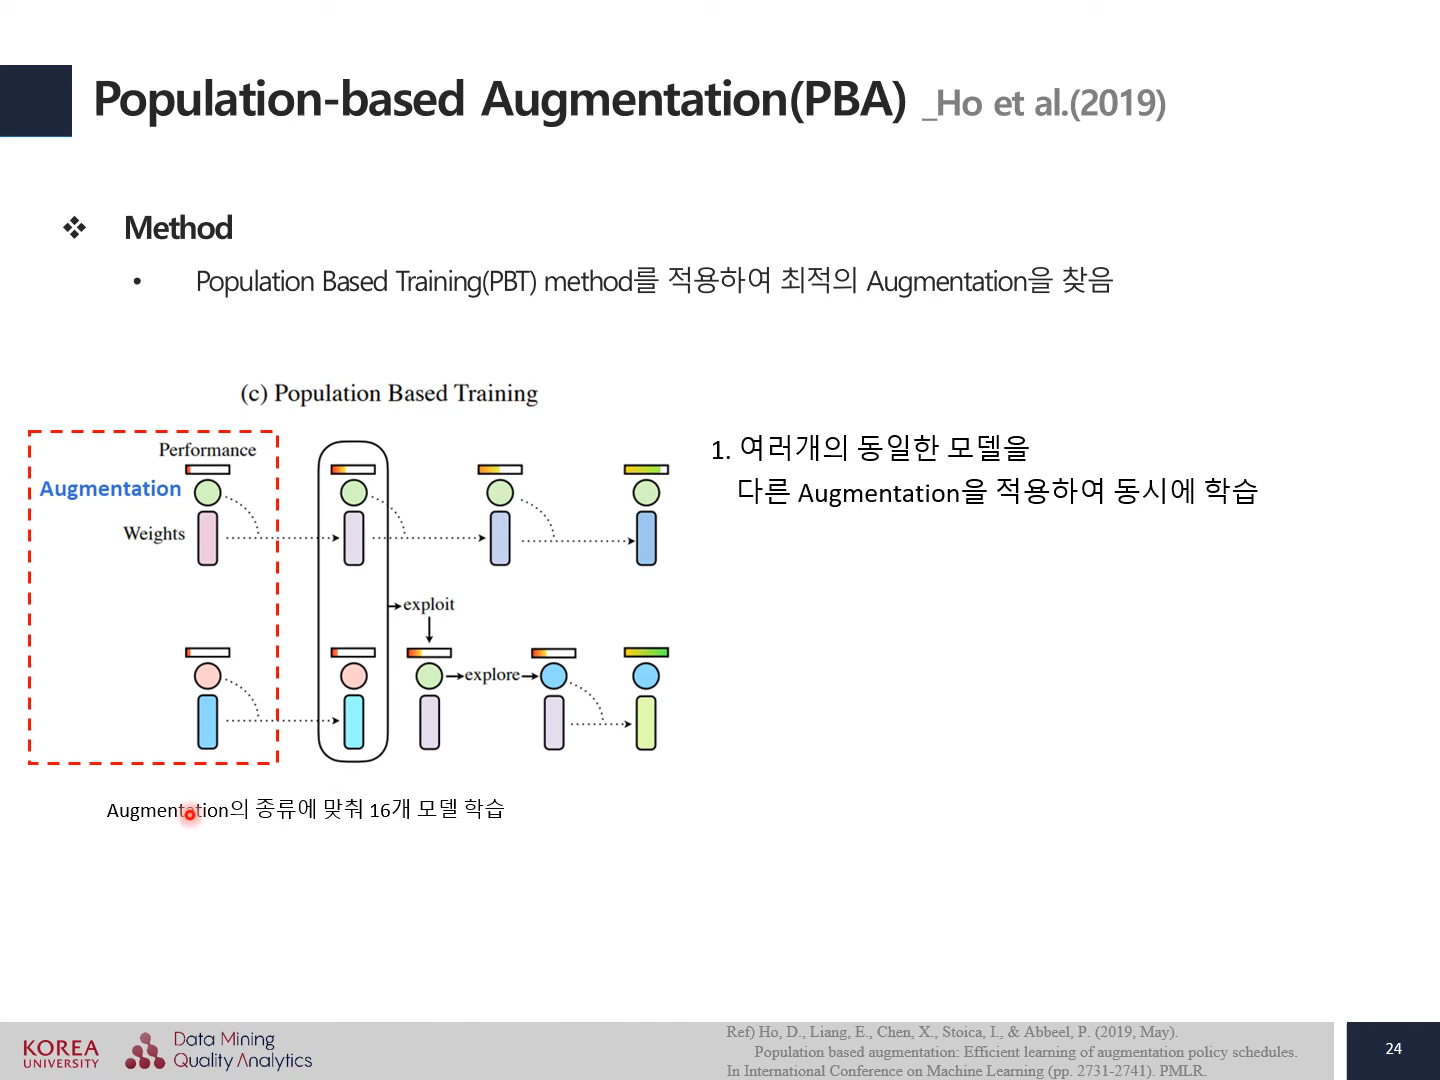 Population-based Augmentation(PBA) _Ho et al.(2019)
❖ Method
• Population Based Training(PBT) method를 적용하여 최적의 Augmentation을 찾음
(c) Population Based Training
Performance
Augmentation
Weights
exploit
explore
Augmentation의 종류에 맞춰 16개 모델 학습
1. 여러개의 동일한 모델을
다른 Augmentation을 적용하여 동시에 학습
KOREA
UNIVERSITY
Data Mining
Quality Analytics
Ref) Ho, D., Liang, E., Chen, X., Stoica, I., & Abbeel, P. (2019, May).
Population based augmentation: Efficient learning of augmentation policy schedules.
In International Conference on Machine Learning (pp. 2731-2741). PMLR.
24